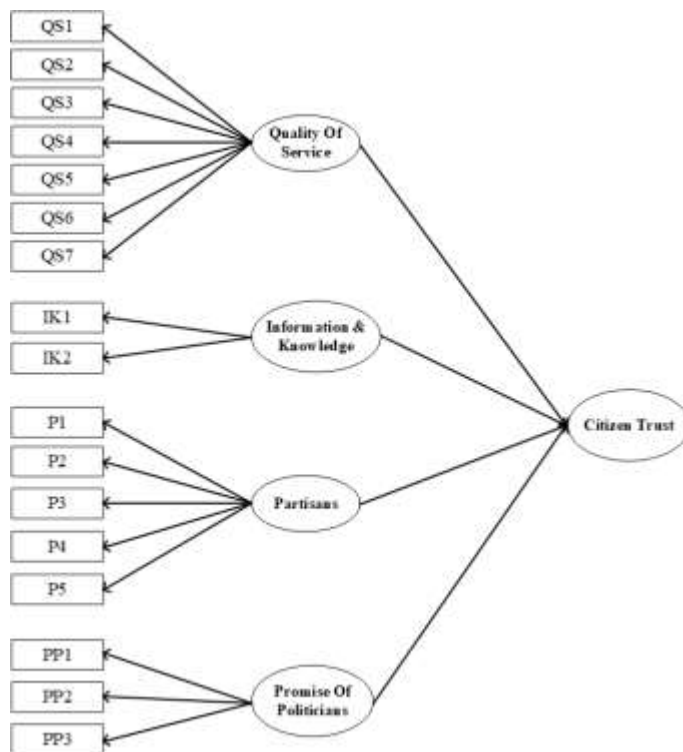 QS1
QS2
QS3
QS4
QS5
QS6
QS7
Quality Of
Service
IK1
IK2
Information &
Knowledge
P1
P2
P3
P4
P5
Partisans
Citizen Trust
PP1
PP2
PP3
Promise Of
Politicians